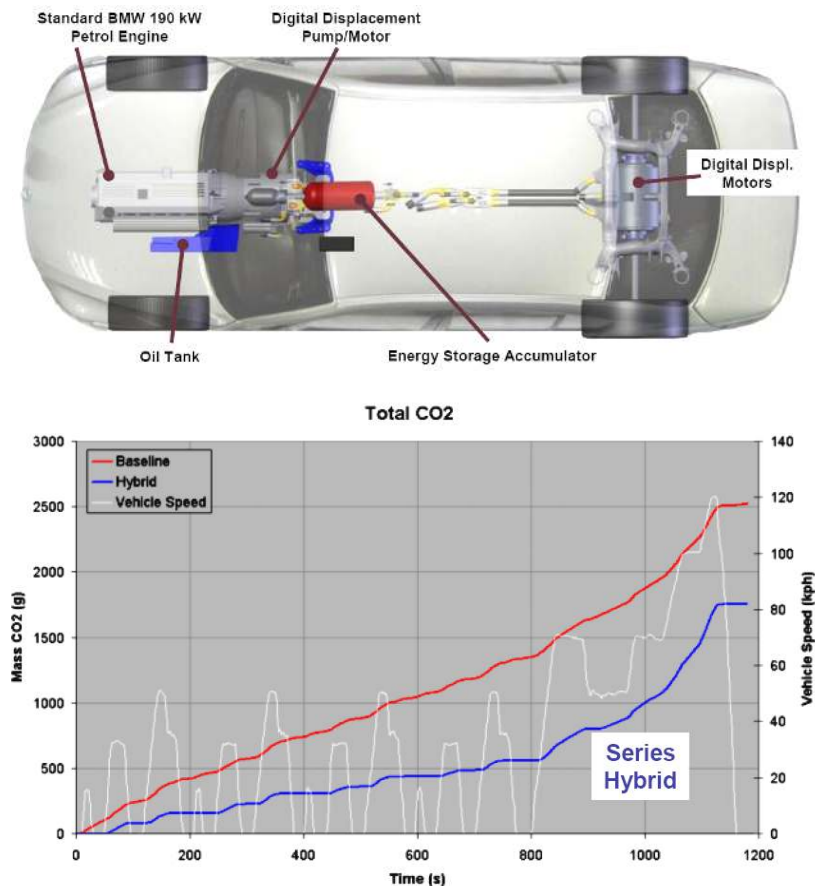 Standard BMW 190 kW
Petrol Engine
Digital Displacement
Pump/Motor
Digital Displ.
Motors
Oil Tank
Energy Storage Accumulator
Total CO2
Baseline
Hybrid
Vehicle Speed
Mass CO2 (g)
3000
2500
2000
1500
1000
500
0
Vehicle Speed (kph)
140
120
100
80
60
40
20
0
Series
Hybrid
0
200
400
600
800
1000
1200
Time (s)